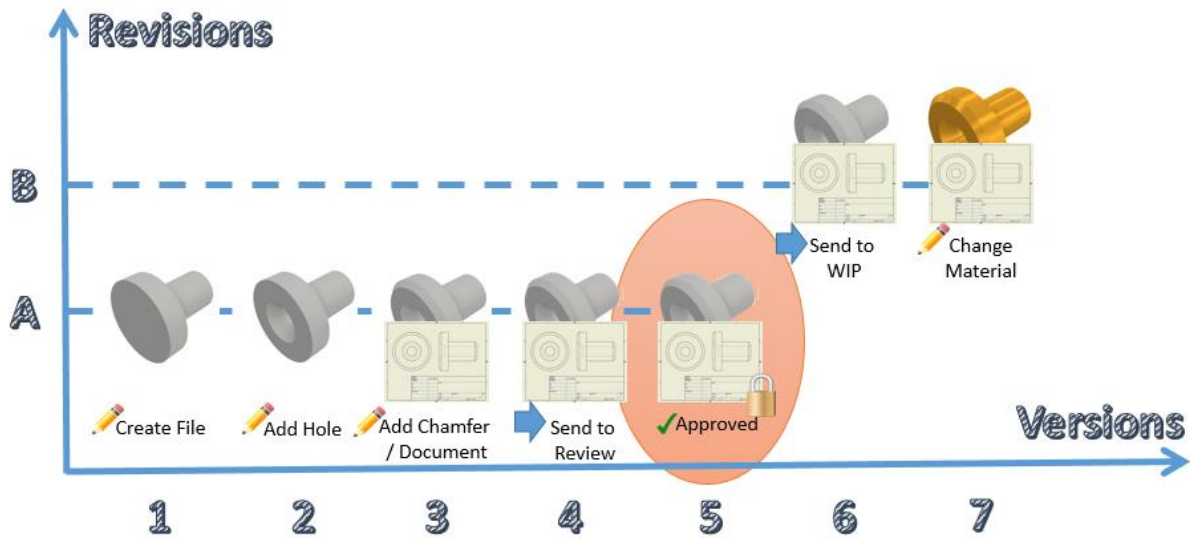 Revisions
B
Send to
WIP
Change
Material
A
Create File
Add Hole
Add Chamfer
/ Document
Send to
Review
Approved
Versions
1 2 3 4 5 6 7